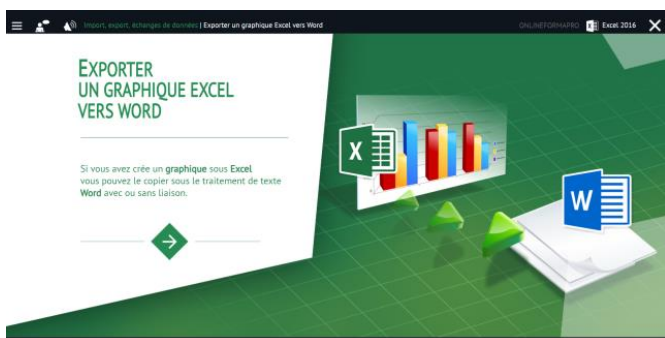 Import, export, échanges de données | Exporter un graphique Excel vers Word
ONLINEFORMAPRO
Excel 2016
EXPORTER
UN GRAPHIQUE EXCEL
VERS WORD
Si vous avez crée un graphique sous Excel
vous pouvez le copier sous le traitement de texte
Word avec ou sans liaison.
X
W